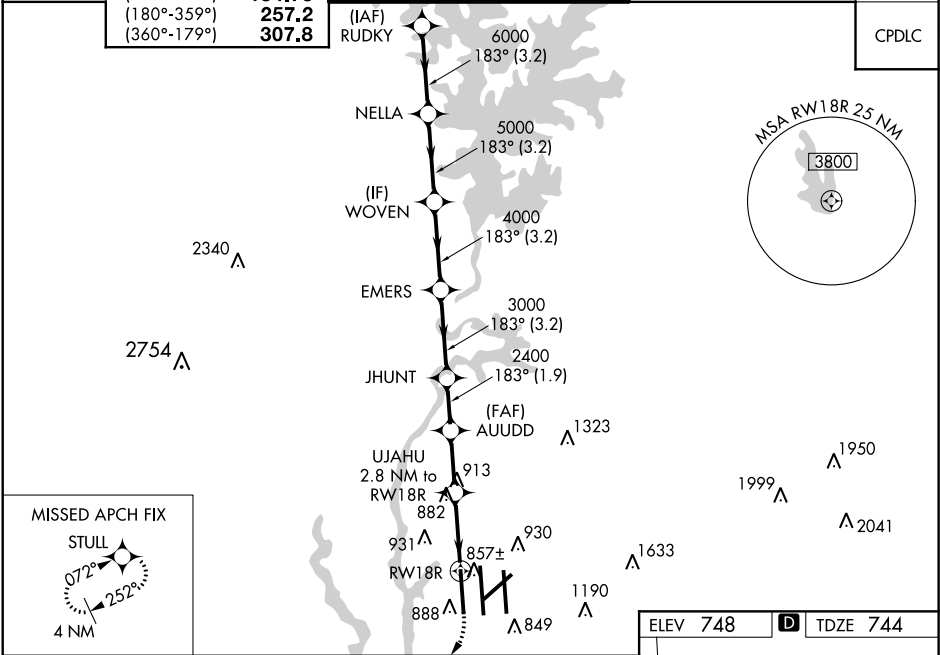 (180°-359°) 257.2
(360°-179°) 307.8
(IAF)
RUDKY
6000
183° (3.2)
CPDLC
NELLA
5000
183° (3.2)
MSA RW18R 25 NM
3800
(IF)
WOVEN
4000
183° (3.2)
2340
EMERS
3000
183° (3.2)
2754
JHUNT
2400
183° (1.9)
(FAF)
AUUDD
1323
UJAHU
2.8 NM to
RW18R
913
1950
1999
882
2041
MISSED APCH FIX
STULL
072°
252°
4 NM
931
930
857±
1633
RW18R
888
849
1190
ELEV 748 D TDZE 744